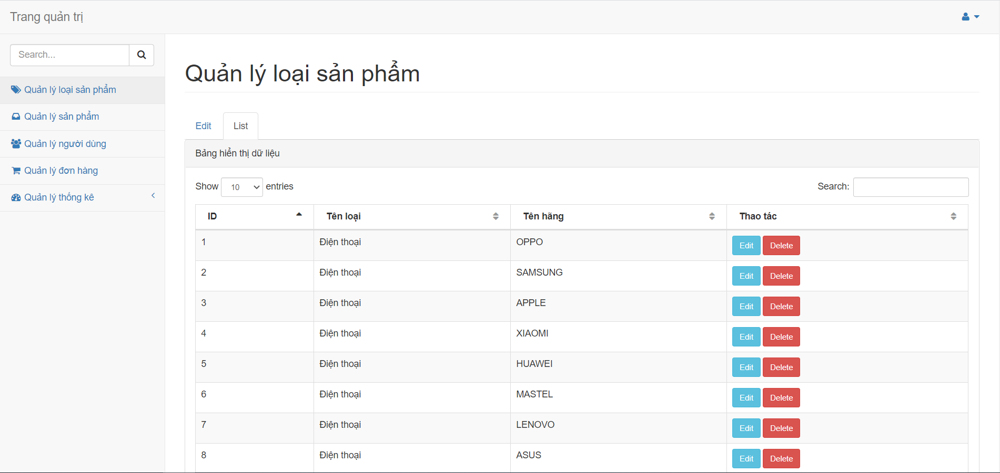 Trang quản trị
Search...
Quản lý loại sản phẩm
Quản lý sản phẩm
Quản lý người dùng
Quản lý đơn hàng
Quản lý thống kê
Quản lý loại sản phẩm
Edit List
Bảng hiển thị dữ liệu
Show 10 entries Search:
ID Tên loại Tên hãng Thao tác
1 Điện thoại OPPO Edit Delete
2 Điện thoại SAMSUNG Edit Delete
3 Điện thoại APPLE Edit Delete
4 Điện thoại XIAOMI Edit Delete
5 Điện thoại HUAWEI Edit Delete
6 Điện thoại MASTEL Edit Delete
7 Điện thoại LENOVO Edit Delete
8 Điện thoại ASUS Edit Delete